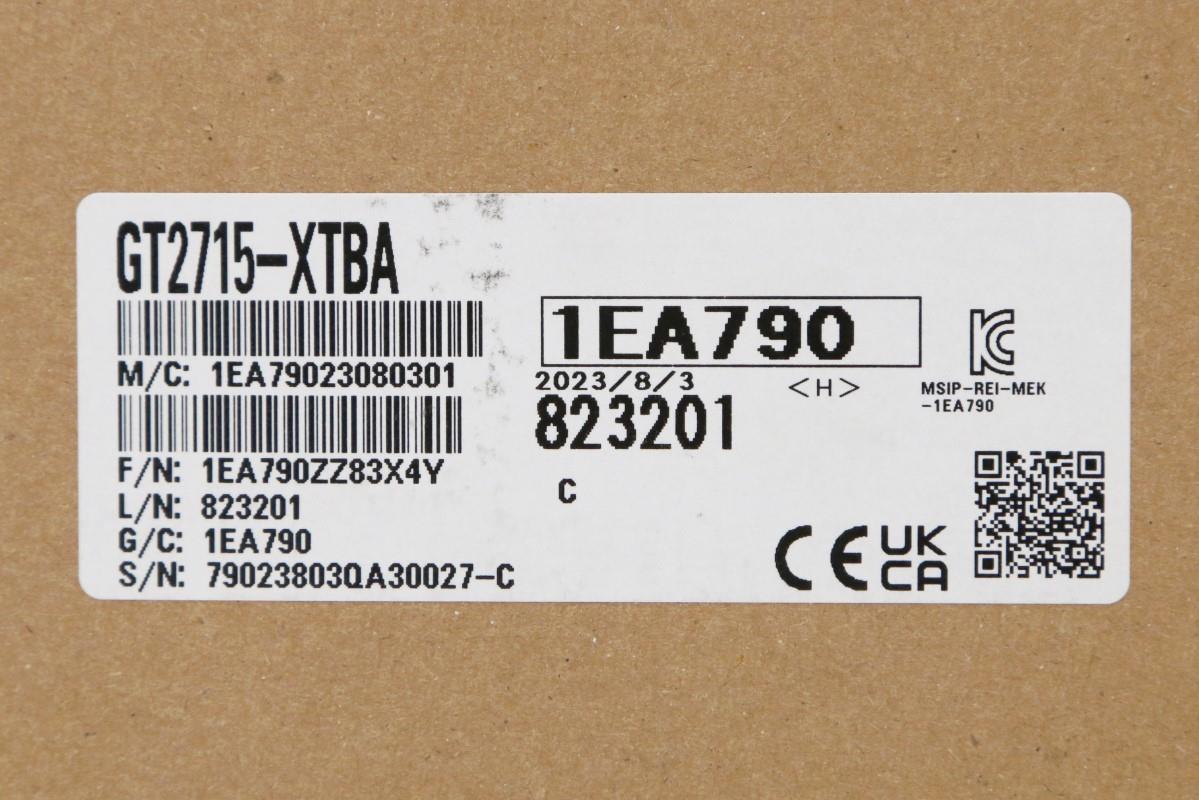 GT2715-XTBA
M/C: 1EA79023080301
F/N: 1EA790ZZ83X4Y
L/N: 823201
G/C: 1EA790
S/N: 79023803QA30027-C
1EA790
2023/8/3 <H>
823201
C
MSIP-REI-MEK
-1EA790
CE
UK
CA